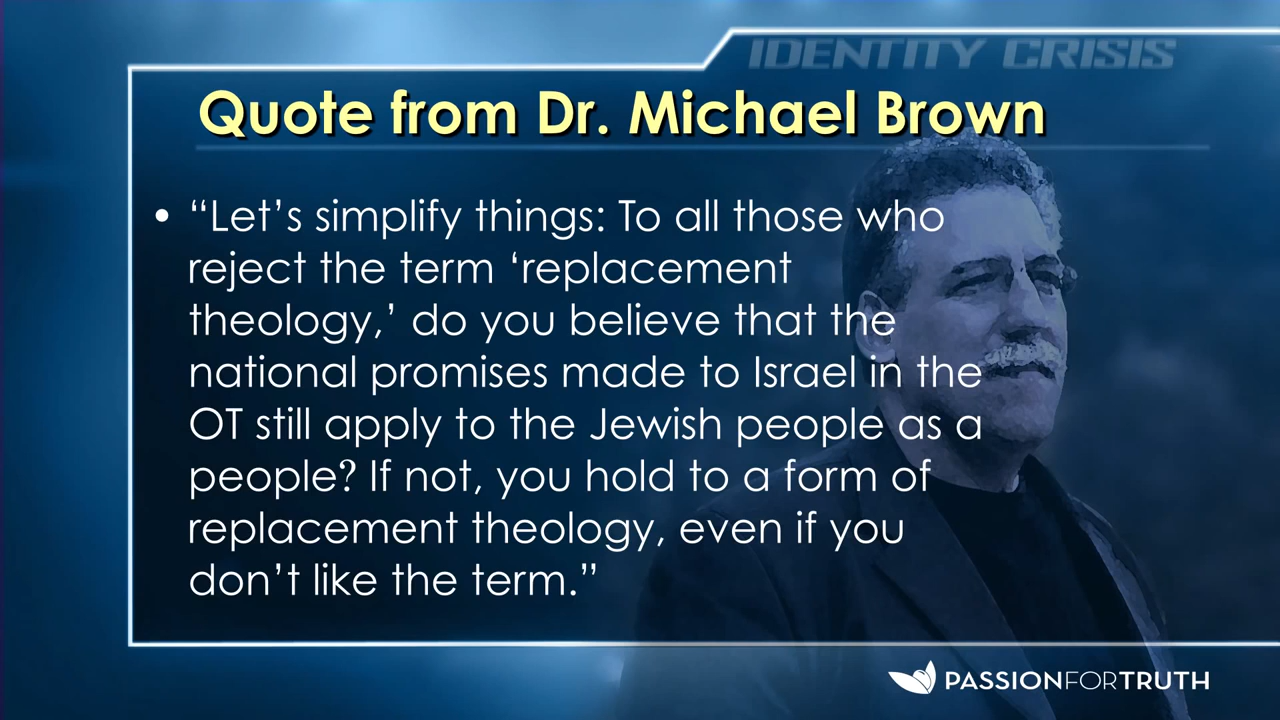 IDENTITY CRISIS
Quote from Dr. Michael Brown
• “Let’s simplify things: To all those who
reject the term ‘replacement
theology,’ do you believe that the
national promises made to Israel in the
OT still apply to the Jewish people as a
people? If not, you hold to a form of
replacement theology, even if you
don’t like the term.”
PASSIONFORTRUTH